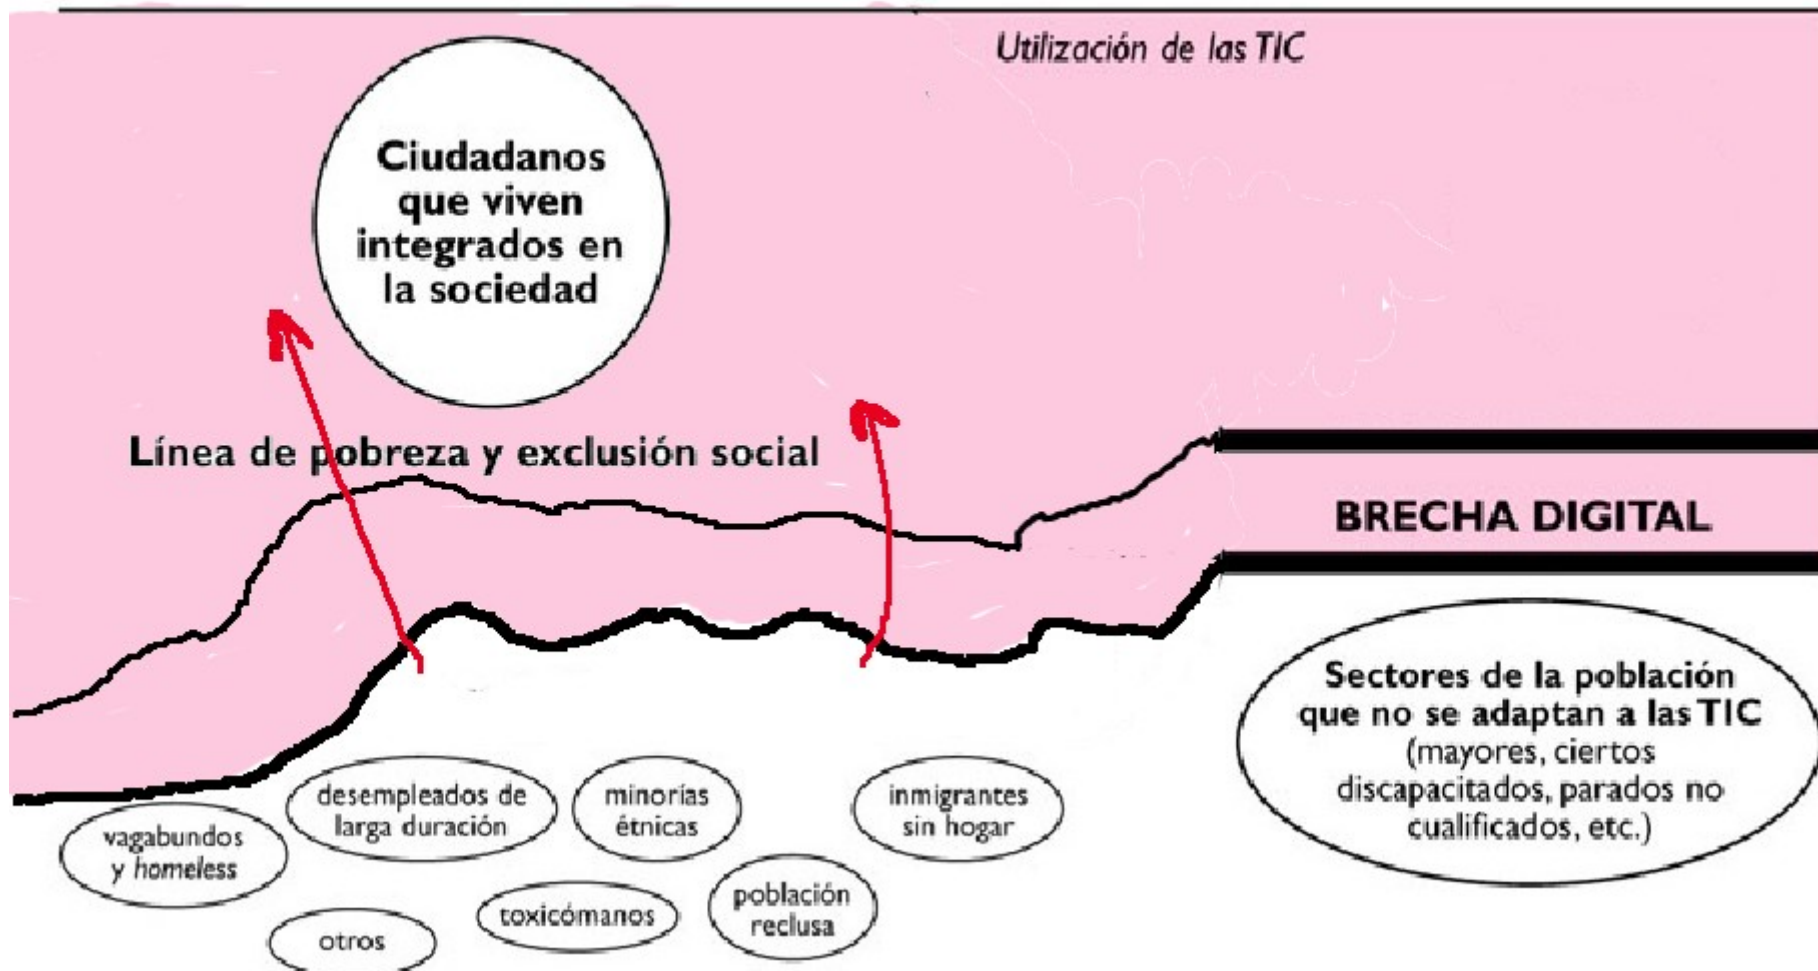 Utilización de las TIC
Ciudadanos
que viven
integrados en
la sociedad
Línea de pobreza y exclusión social
BRECHA DIGITAL
Sectores de la población
que no se adaptan a las TIC
(mayores, ciertos
discapacitados, parados no
cualificados, etc.)
vagabundos
y homeless
desempleados de
larga duración
minorías
étnicas
inmigrantes
sin hogar
otros
toxicómanos
población
reclusa